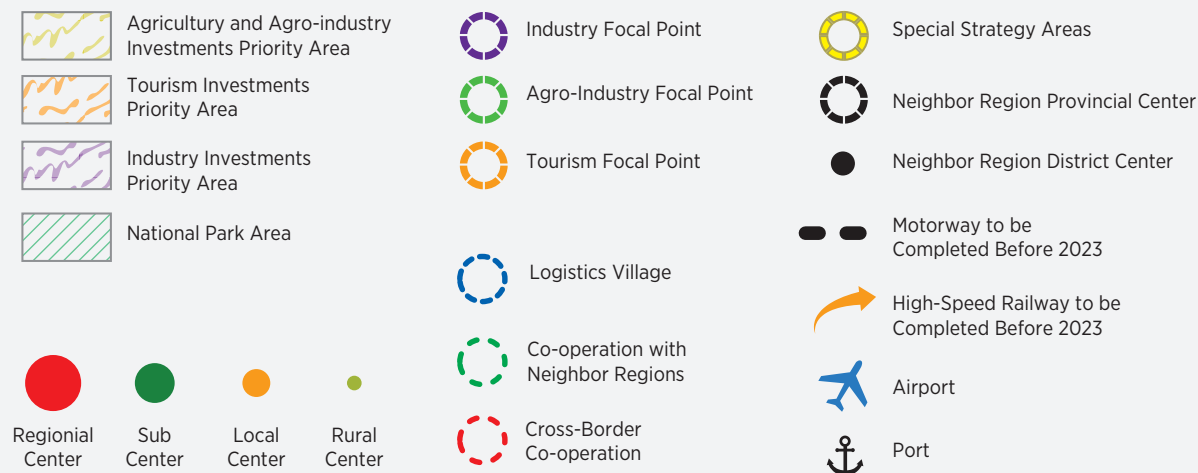 Agricultury and Agro-industry
Investments Priority Area
Tourism Investments
Priority Area
Industry Investments
Priority Area
National Park Area
Regionial
Center
Sub
Center
Local
Center
Rural
Center
Industry Focal Point
Agro-Industry Focal Point
Tourism Focal Point
Logistics Village
Co-operation with
Neighbor Regions
Cross-Border
Co-operation
Special Strategy Areas
Neighbor Region Provincial Center
Neighbor Region District Center
Motorway to be
Completed Before 2023
High-Speed Railway to be
Completed Before 2023
Airport
Port